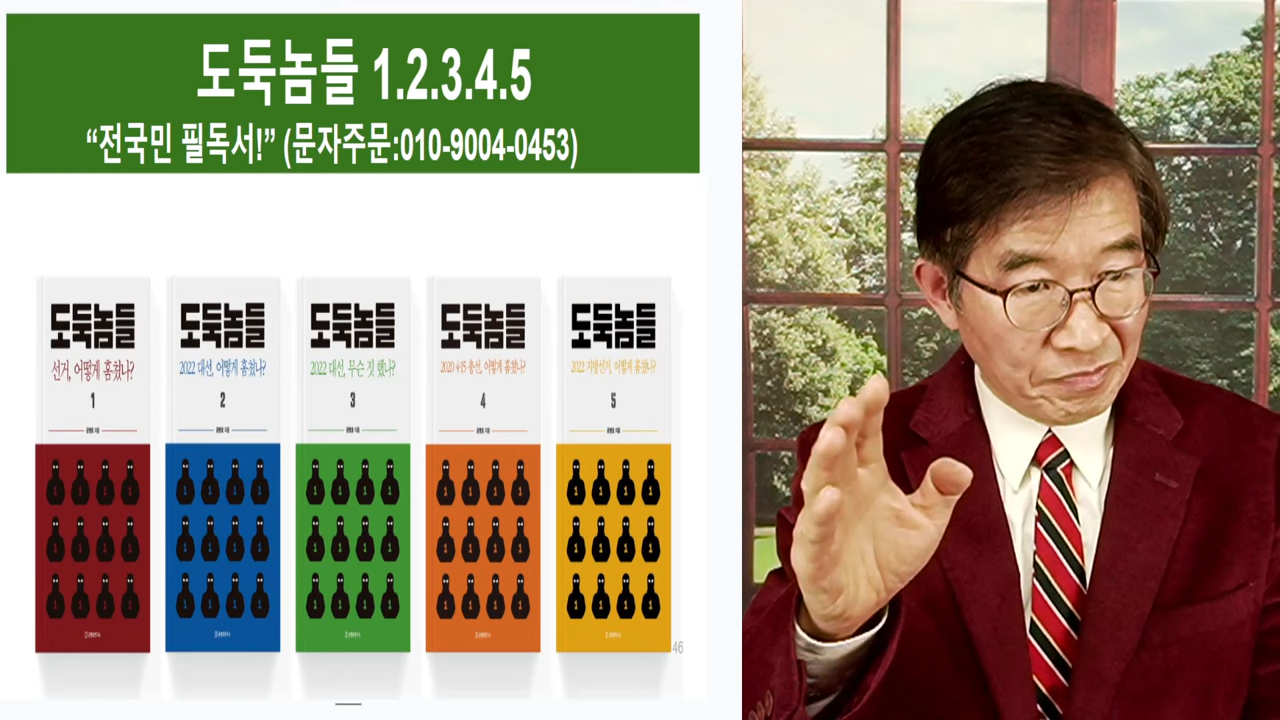 도둑놈들 1.2.3.4.5
“전국민 필독서!” (문자주문:010-9004-0453)
도둑놈들
선거, 어떻게 훔쳤나?
1
도둑놈들
2022 대선, 어떻게 훔쳤나?
2
도둑놈들
2022 대선, 무슨 짓 했나?
3
도둑놈들
2020 4·15 총선, 어떻게 훔쳤나?
4
도둑놈들
2022 지방선거, 어떻게 훔쳤나?
5
46